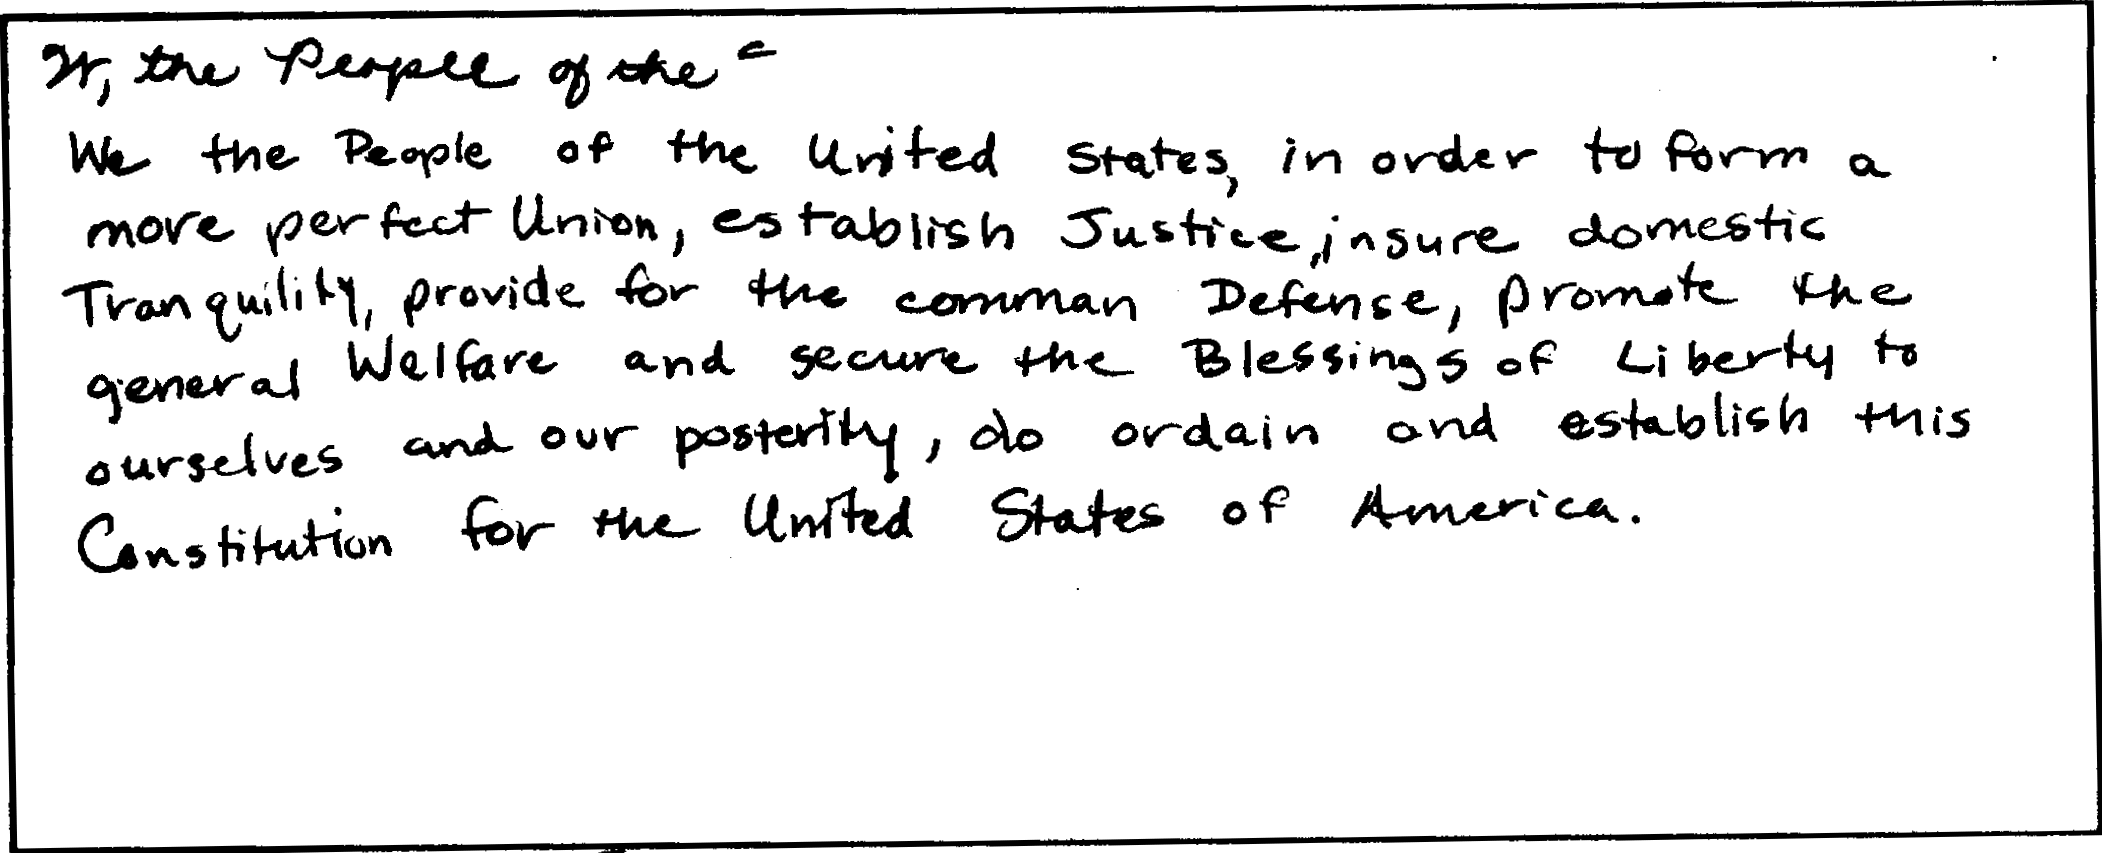 W, the People of the
We the People of the United States, in order to form a
more perfect Union, establish Justice, insure domestic
Tranquility, provide for the comman Defense, promote the
general Welfare and secure the Blessings of Liberty to
ourselves and our posterity, do ordain and establish this
Constitution for the United States of America.